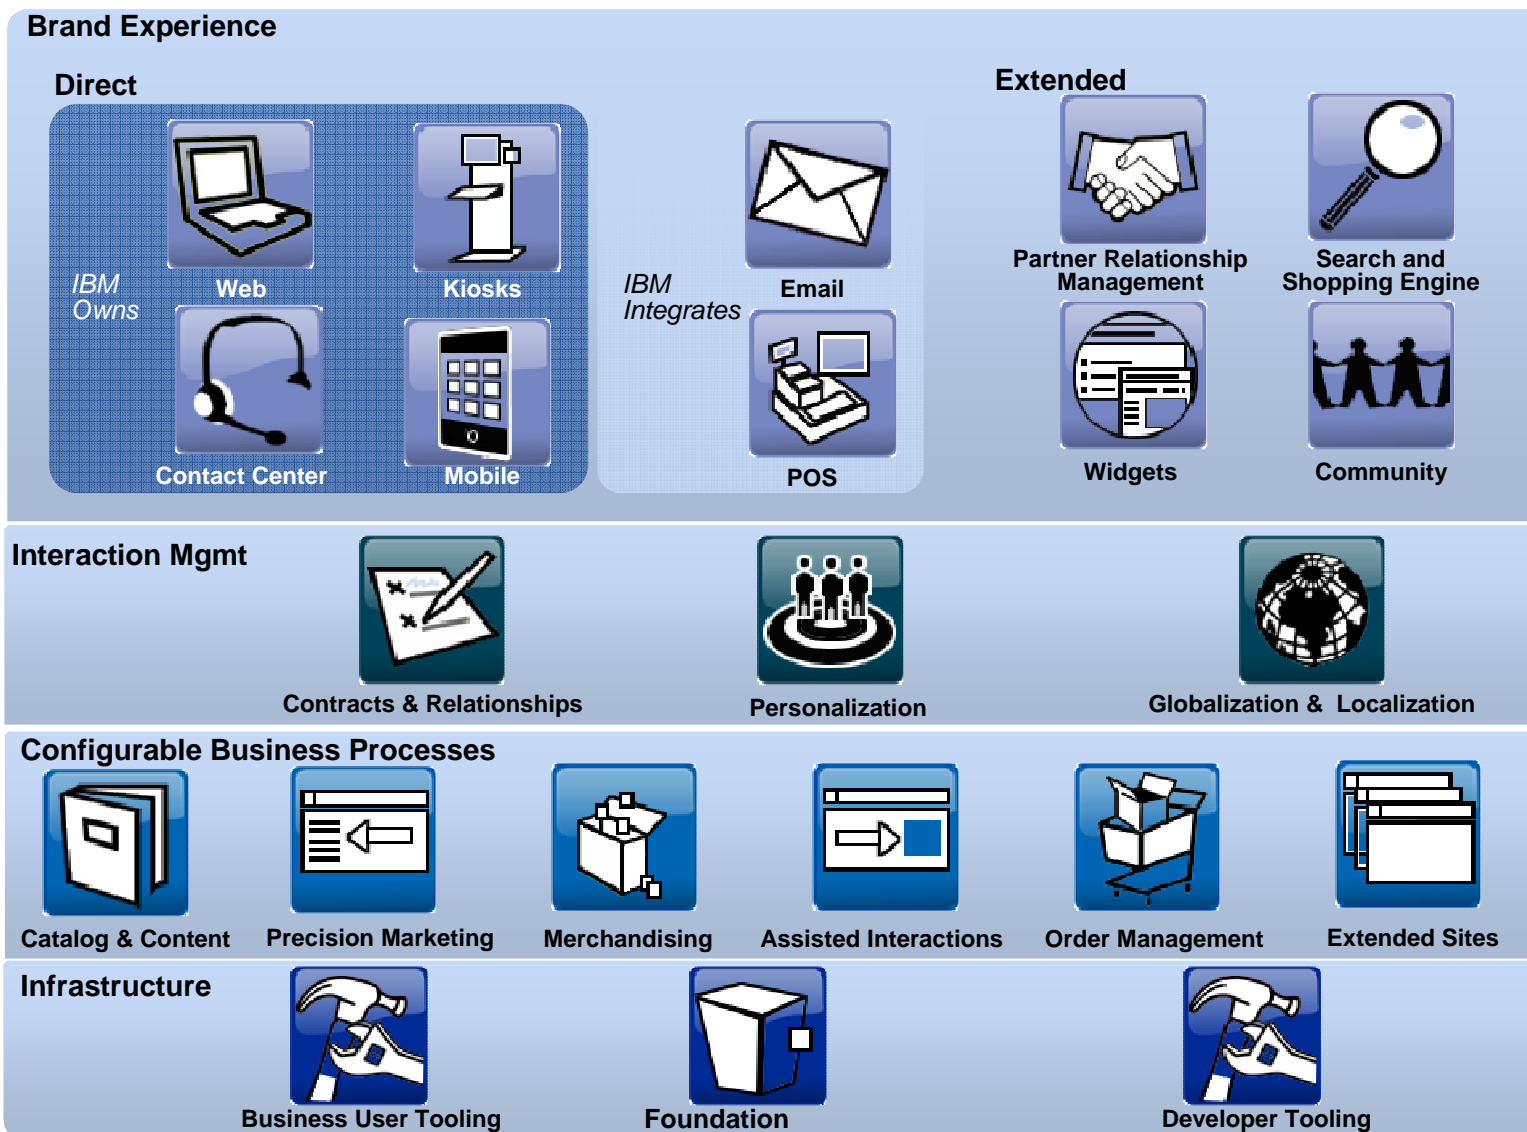 Brand Experience
Direct
Extended
IBM
Owns
Web
Kiosks
Contact Center
Mobile
IBM
Integrates
Email
POS
Partner Relationship
Management
Search and
Shopping Engine
Widgets
Community
Interaction Mgmt
Contracts & Relationships
Personalization
Globalization & Localization
Configurable Business Processes
Catalog & Content
Precision Marketing
Merchandising
Assisted Interactions
Order Management
Extended Sites
Infrastructure
Business User Tooling
Foundation
Developer Tooling